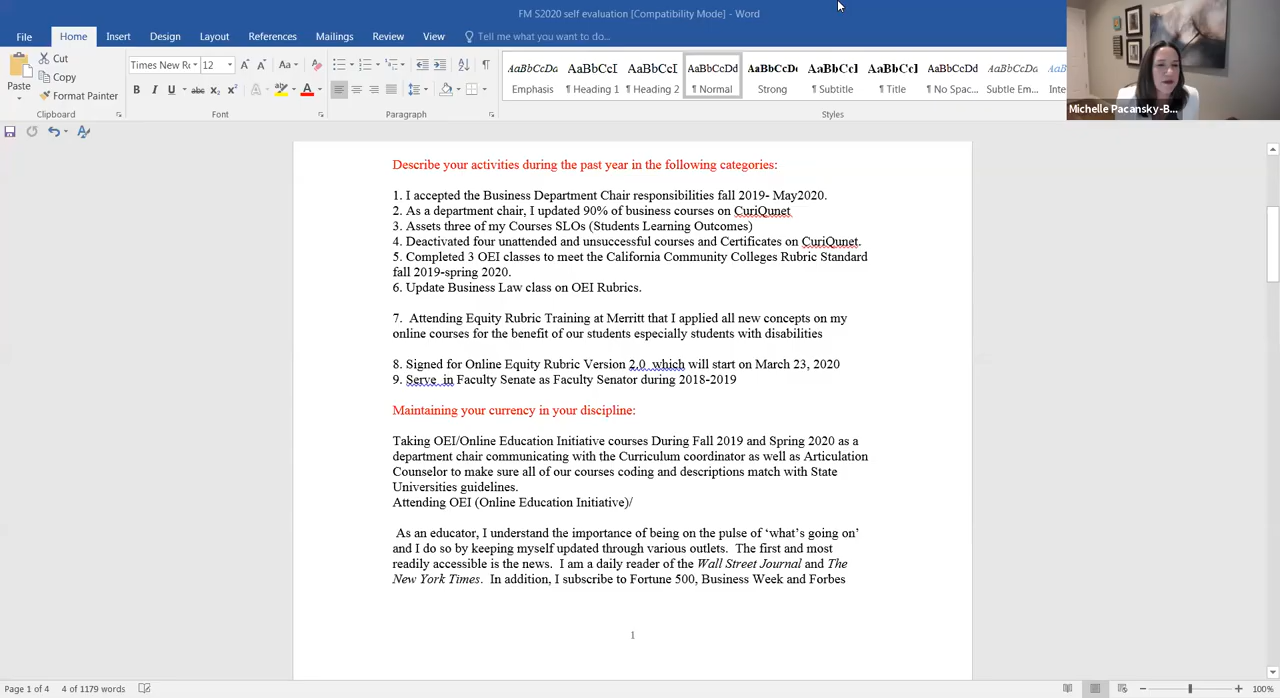 FM S2020 self evaluation [Compatibility Mode] - Word
File Home Insert Design Layout References Mailings Review View Tell me what you want to do...
Paste Cut Copy Format Painter
Clipboard
Times New Ro 12
Font
Paragraph
AaBbCcDd AaBbCcI AaBbCcI AaBbCcDd AaBbCcDd AaBbCcI AaBbCcI AaBbCcDd AaBbCcDd
Emphasis ¶ Heading 1 ¶ Heading 2 ¶ Normal Strong ¶ Subtitle ¶ Title ¶ No Spac... Subtle Em...
Styles
Michelle Pacansky-B...
Describe your activities during the past year in the following categories:
1. I accepted the Business Department Chair responsibilities fall 2019- May2020.
2. As a department chair, I updated 90% of business courses on CuriQunet
3. Assets three of my Courses SLOs (Students Learning Outcomes)
4. Deactivated four unattended and unsuccessful courses and Certificates on CuriQunet.
5. Completed 3 OEI classes to meet the California Community Colleges Rubric Standard
fall 2019-spring 2020.
6. Update Business Law class on OEI Rubrics.
7. Attending Equity Rubric Training at Merritt that I applied all new concepts on my
online courses for the benefit of our students especially students with disabilities
8. Signed for Online Equity Rubric Version 2.0 which will start on March 23, 2020
9. Serve in Faculty Senate as Faculty Senator during 2018-2019
Maintaining your currency in your discipline:
Taking OEI/Online Education Initiative courses During Fall 2019 and Spring 2020 as a
department chair communicating with the Curriculum coordinator as well as Articulation
Counselor to make sure all of our courses coding and descriptions match with State
Universities guidelines.
Attending OEI (Online Education Initiative)/
As an educator, I understand the importance of being on the pulse of ‘what’s going on’
and I do so by keeping myself updated through various outlets. The first and most
readily accessible is the news. I am a daily reader of the Wall Street Journal and The
New York Times. In addition, I subscribe to Fortune 500, Business Week and Forbes
1
Page 1 of 4 4 of 1179 words 100%